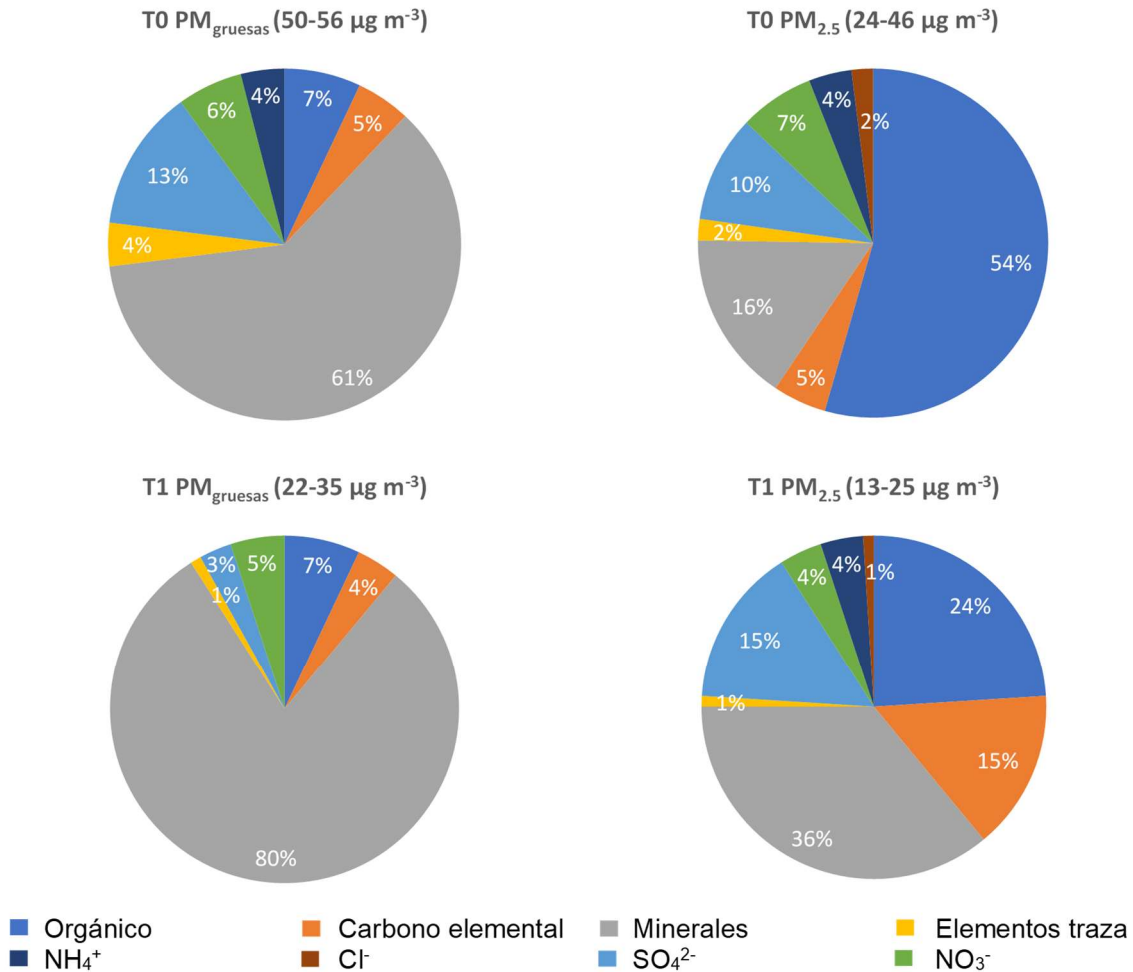 T0 PMgruesas (50-56 µg m-3)
T0 PM2.5 (24-46 µg m-3)
4%
7%
6%
5%
13%
4%
61%
4%
2%
7%
10%
2%
54%
16%
5%
T1 PMgruesas (22-35 µg m-3)
T1 PM2.5 (13-25 µg m-3)
3%
5%
7%
4%
1%
80%
4%
4%
1%
24%
15%
1%
15%
36%
Orgánico
Carbono elemental
Minerales
Elementos traza
NH4+
Cl-
SO42-
NO3-